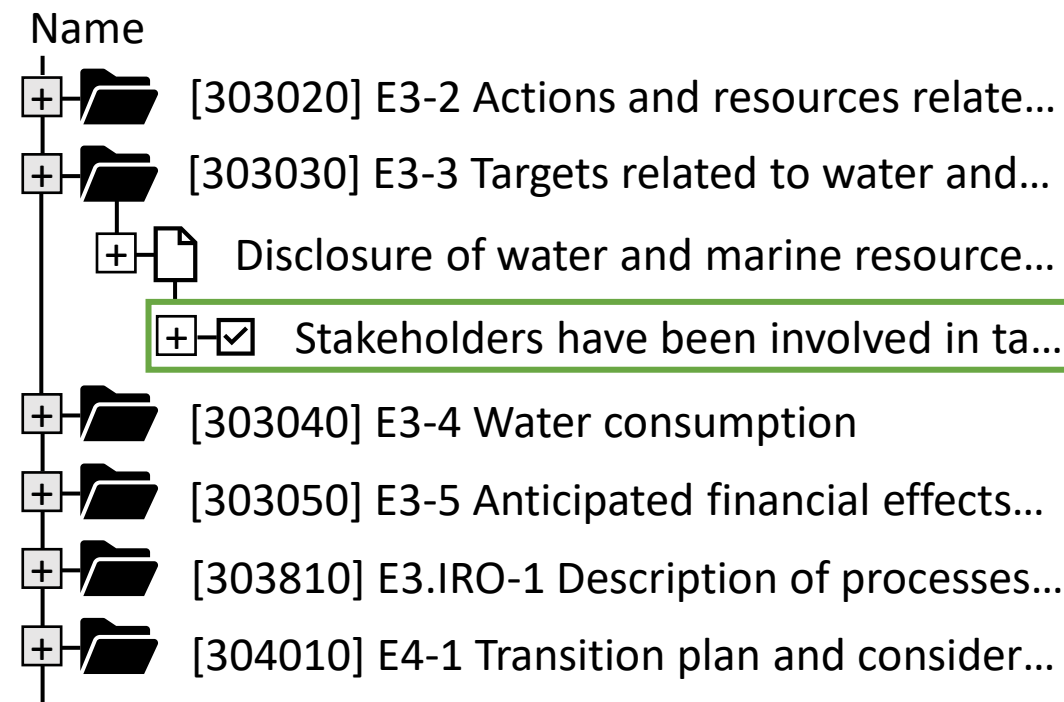 Name
[303020] E3-2 Actions and resources relate...
[303030] E3-3 Targets related to water and...
Disclosure of water and marine resource...
Stakeholders have been involved in ta...
[303040] E3-4 Water consumption
[303050] E3-5 Anticipated financial effects...
[303810] E3.IRO-1 Description of processes...
[304010] E4-1 Transition plan and consider...